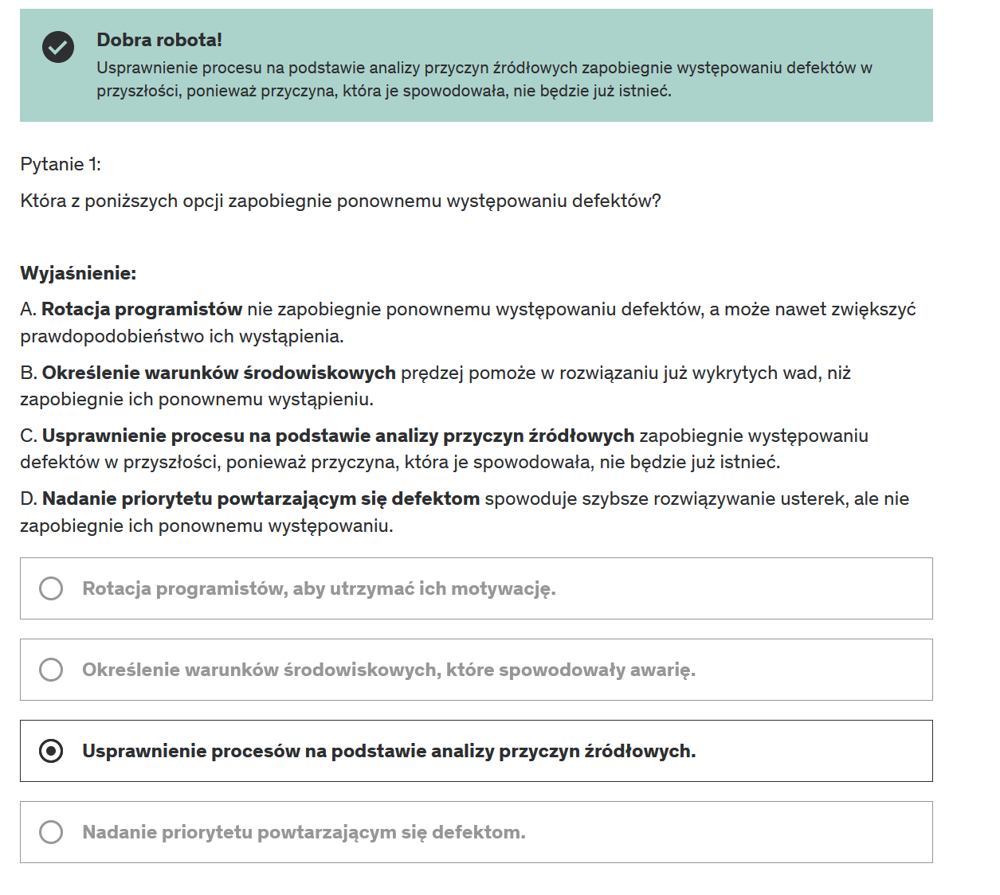 Dobra robota!
Usprawnienie procesu na podstawie analizy przyczyn źródłowych zapobiegnie występowaniu defektów w
przyszłości, ponieważ przyczyna, która je spowodowała, nie będzie już istnieć.
Pytanie 1:
Która z poniższych opcji zapobiegnie ponownemu występowaniu defektów?
Wyjaśnienie:
A. Rotacja programistów nie zapobiegnie ponownemu występowaniu defektów, a może nawet zwiększyć
prawdopodobieństwo ich wystąpienia.
B. Określenie warunków środowiskowych prędzej pomoże w rozwiązaniu już wykrytych wad, niż
zapobiegnie ich ponownemu wystąpieniu.
C. Usprawnienie procesu na podstawie analizy przyczyn źródłowych zapobiegnie występowaniu
defektów w przyszłości, ponieważ przyczyna, która je spowodowała, nie będzie już istnieć.
D. Nadanie priorytetu powtarzającym się defektom spowoduje szybsze rozwiązywanie usterek, ale nie
zapobiegnie ich ponownemu występowaniu.
Rotacja programistów, aby utrzymać ich motywację.
Określenie warunków środowiskowych, które spowodowały awarię.
Usprawnienie procesów na podstawie analizy przyczyn źródłowych.
Nadanie priorytetu powtarzającym się defektom.